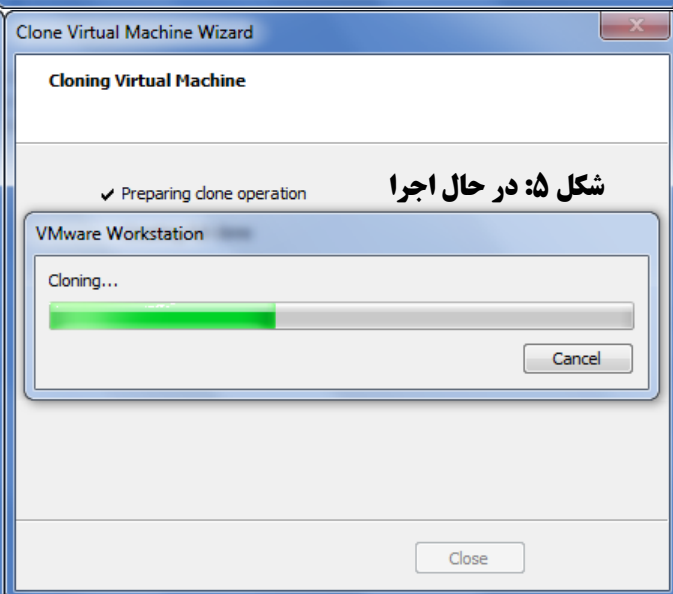 Clone Virtual Machine Wizard
Cloning Virtual Machine
شکل ۵: در حال اجرا
✔ Preparing clone operation
VMware Workstation
Cloning...
Cancel
Close